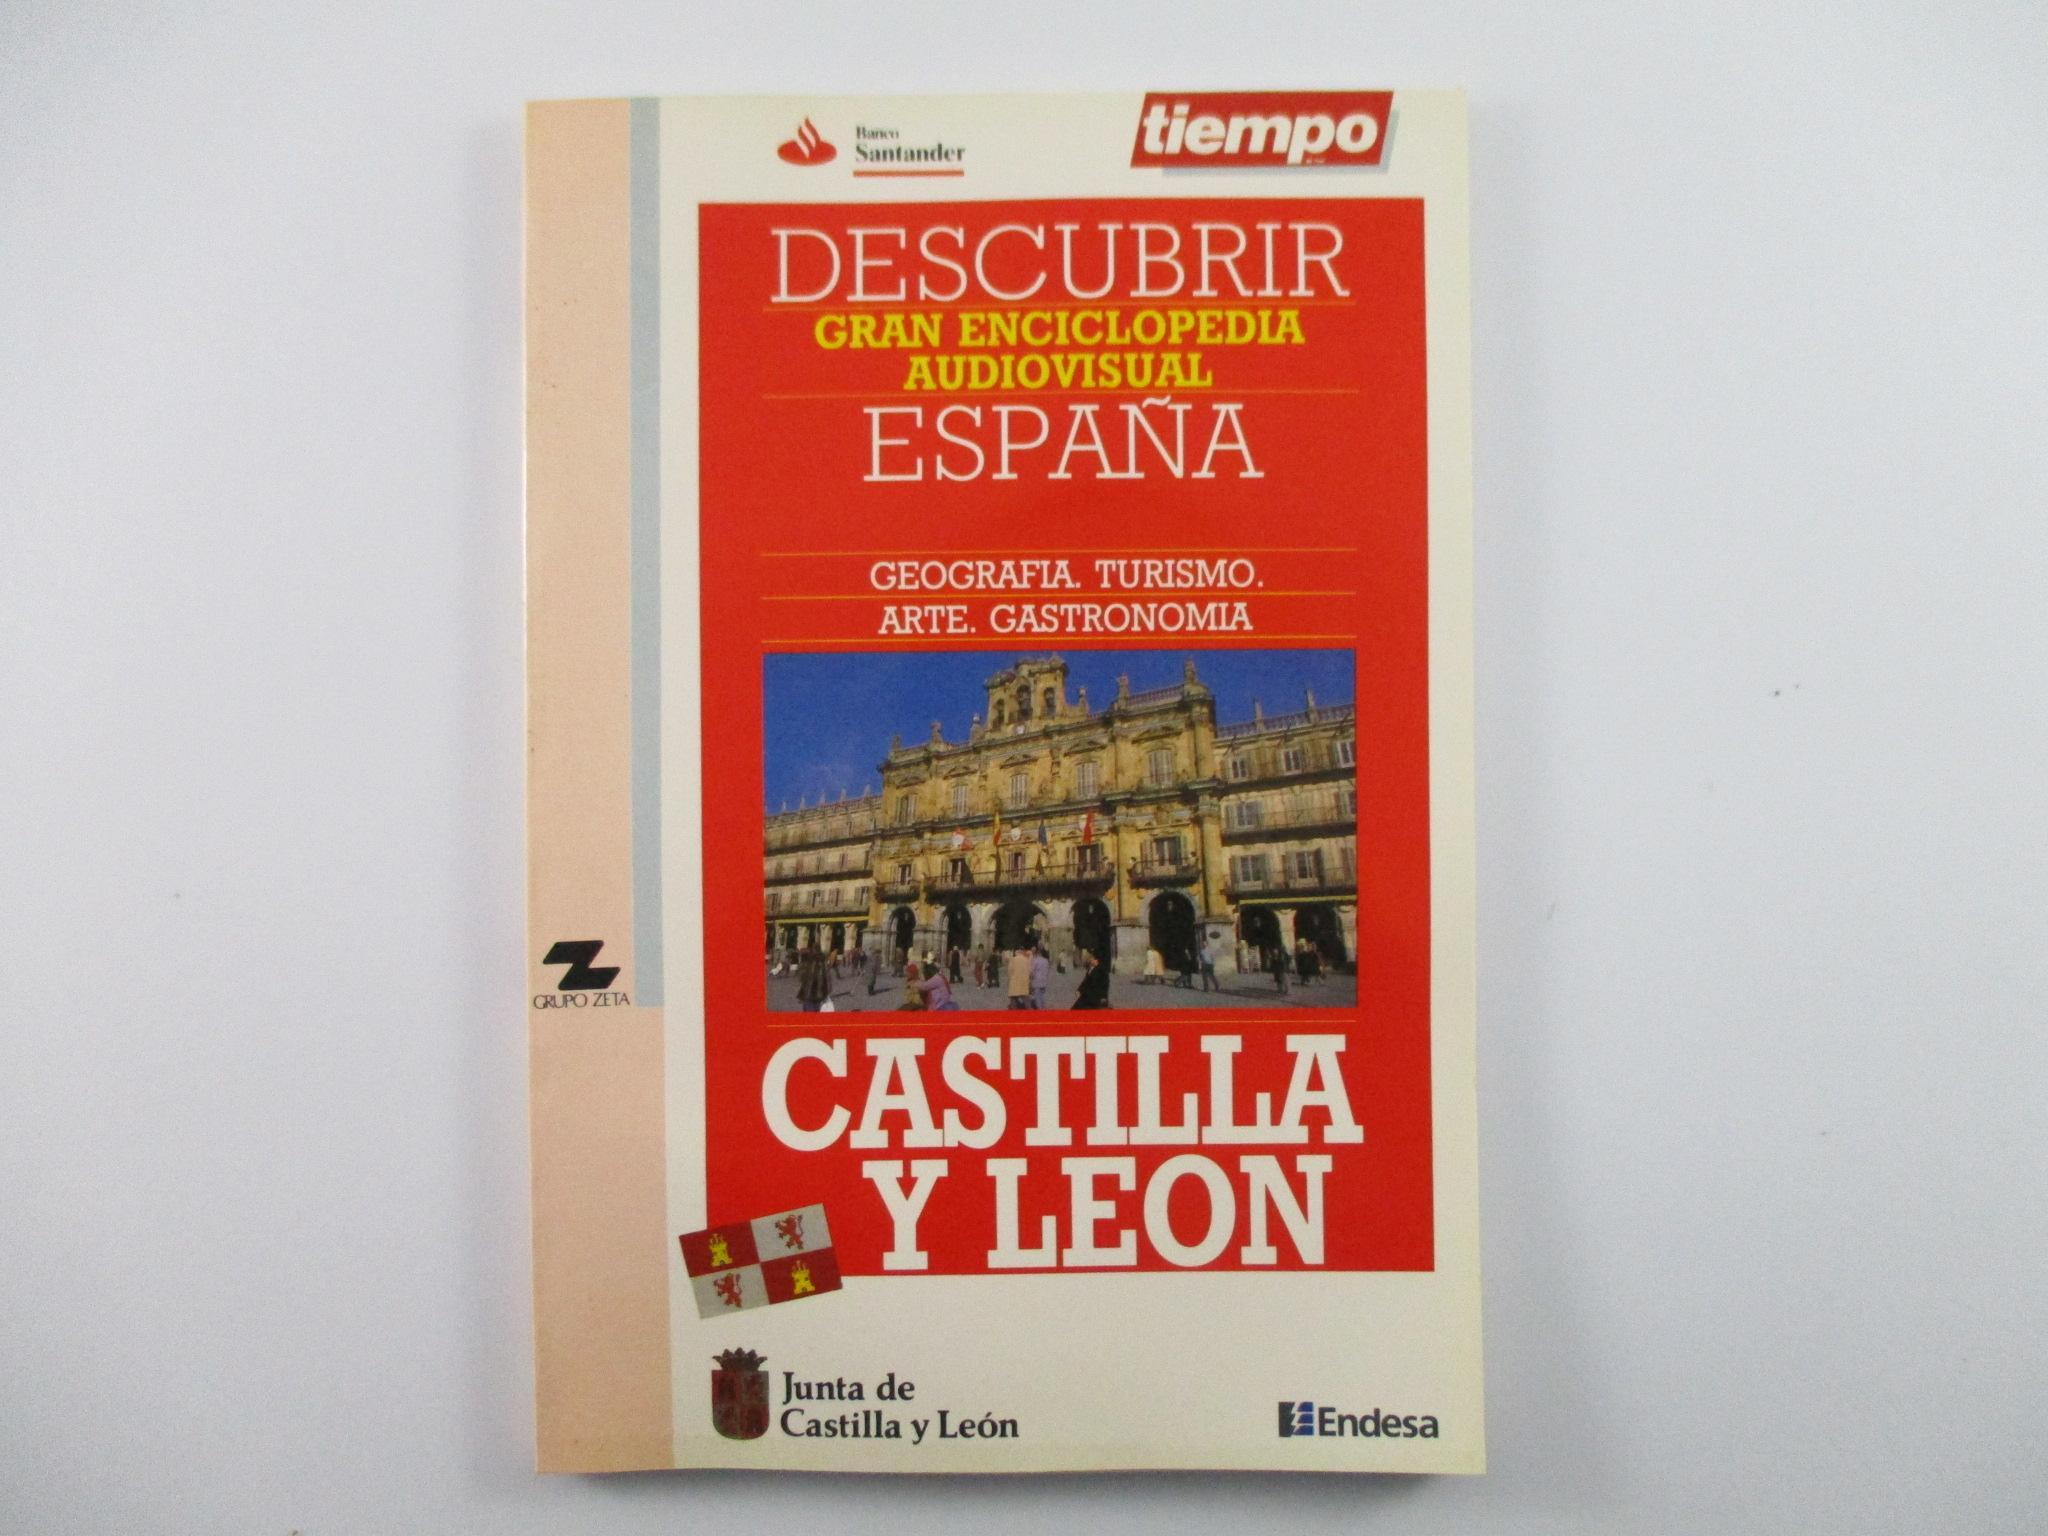 Banco
Santander
tiempo
DESCUBRIR
GRAN ENCICLOPEDIA
AUDIOVISUAL
ESPAÑA
GEOGRAFIA. TURISMO.
ARTE. GASTRONOMIA
GRUPO ZETA
CASTILLA
Y LEON
Junta de
Castilla y León
Endesa